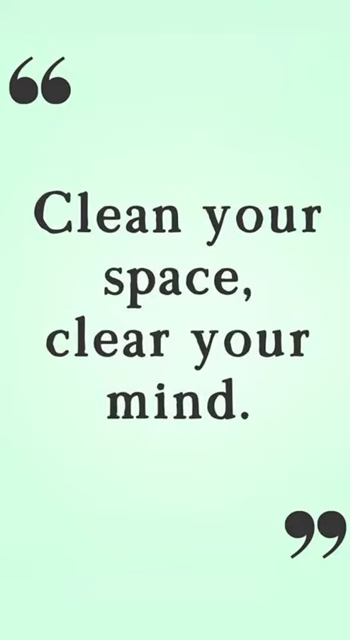 “
Clean your
space,
clear your
mind.
”